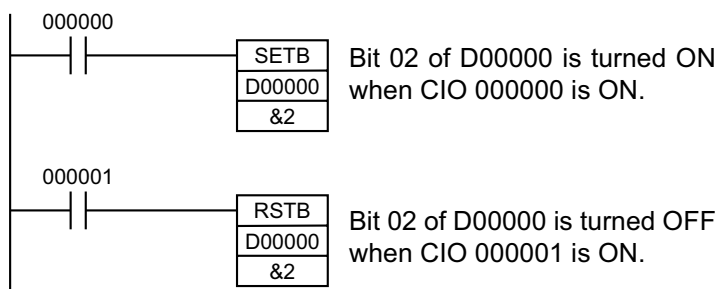 000000
SETB
D00000
&2
Bit 02 of D00000 is turned ON
when CIO 000000 is ON.
000001
RSTB
D00000
&2
Bit 02 of D00000 is turned OFF
when CIO 000001 is ON.